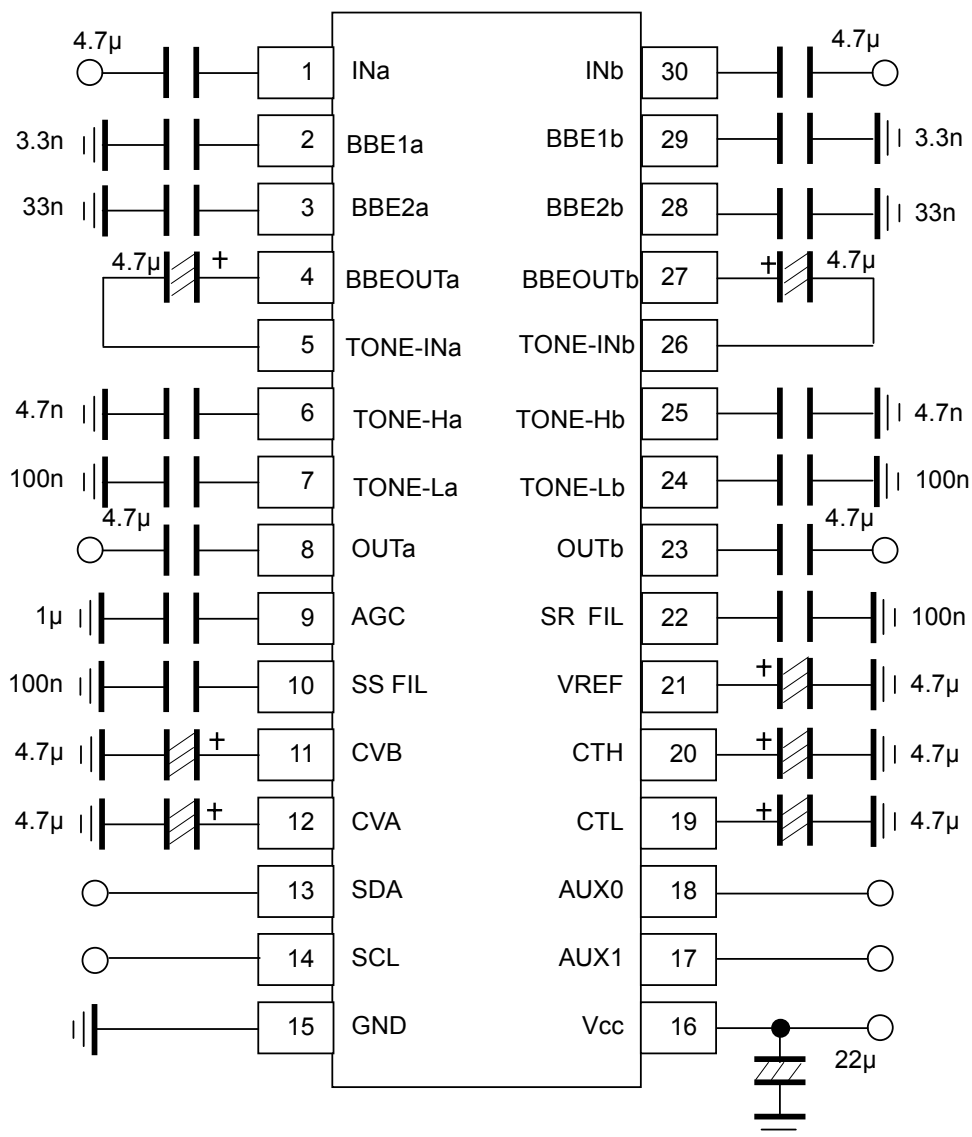 4.7µ 1 INa INb 30 4.7µ
3.3n 2 BBE1a BBE1b 29 3.3n
33n 3 BBE2a BBE2b 28 33n
4.7µ + 4 BBEOUTa BBEOUTb 27 + 4.7µ
5 TONE-INa TONE-INb 26
4.7n 6 TONE-Ha TONE-Hb 25 4.7n
100n 7 TONE-La TONE-Lb 24 100n
4.7µ 8 OUTa OUTb 23 4.7µ
1µ 9 AGC SR FIL 22 100n
100n 10 SS FIL VREF 21 + 4.7µ
4.7µ + 11 CVB CTH 20 + 4.7µ
4.7µ + 12 CVA CTL 19 + 4.7µ
13 SDA AUX0 18
14 SCL AUX1 17
15 GND Vcc 16
22µ